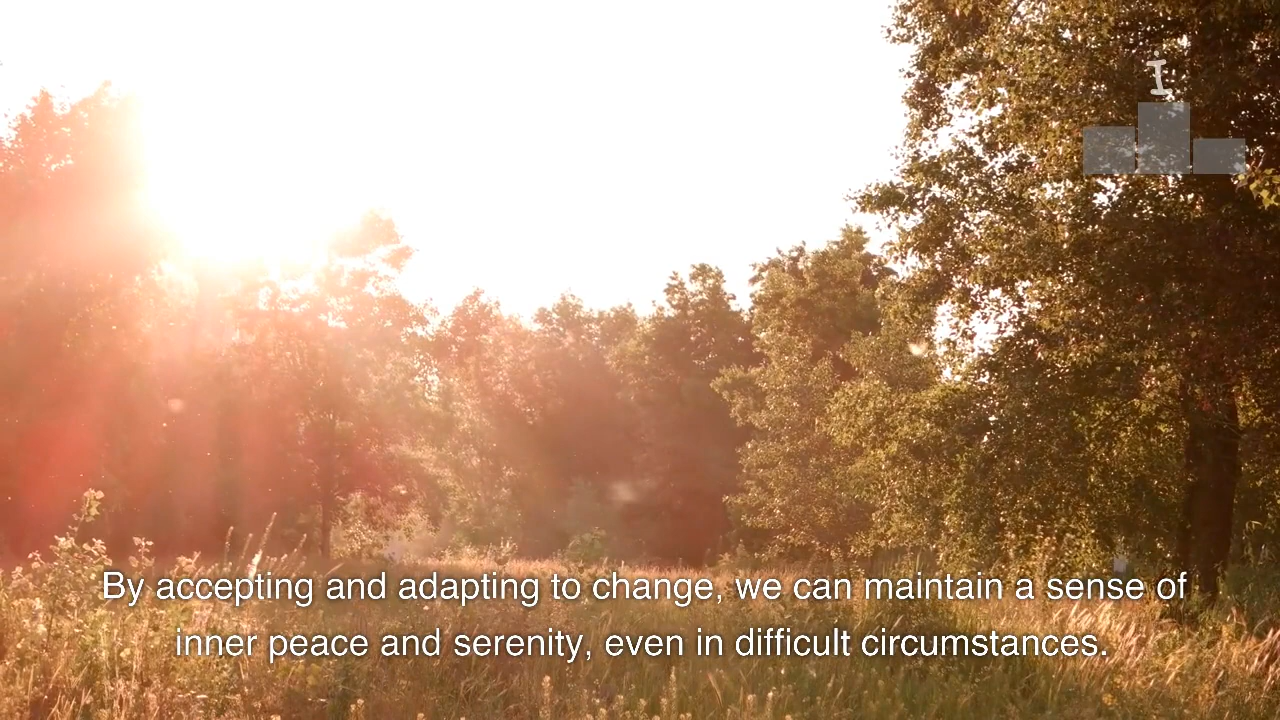 i
By accepting and adapting to change, we can maintain a sense of
inner peace and serenity, even in difficult circumstances.